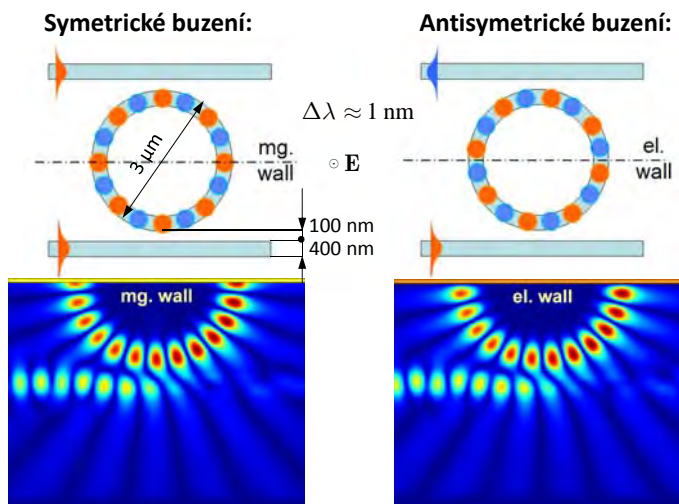 Symetrické buzení:
Antisymetrické buzení:
3 µm
Δλ ≈ 1 nm
mg.
wall
⊙ E
el.
wall
100 nm
400 nm
mg. wall
el. wall